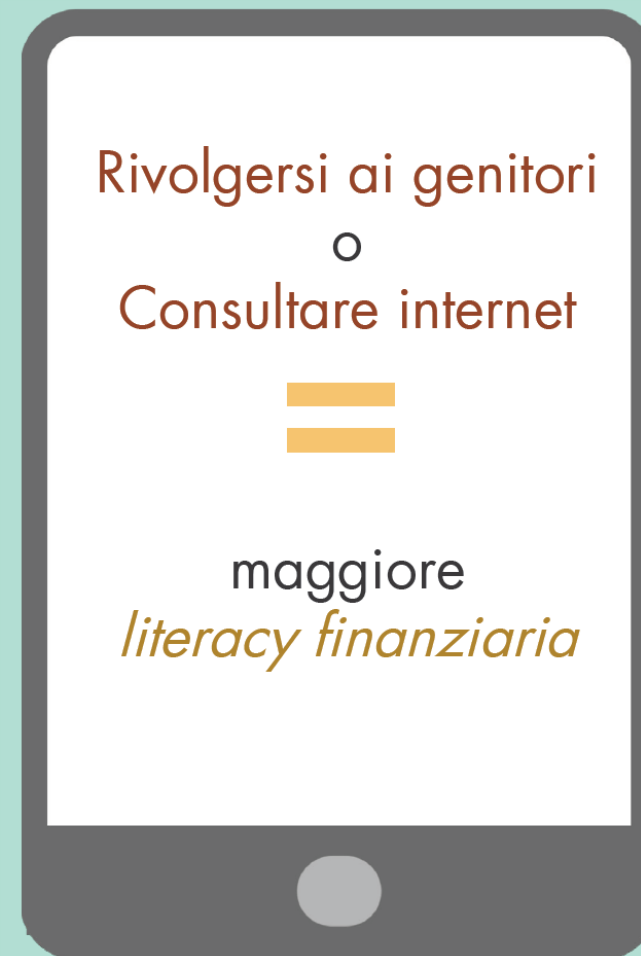 Rivolgersi ai genitori
o
Consultare internet
=
maggiore
literacy finanziaria